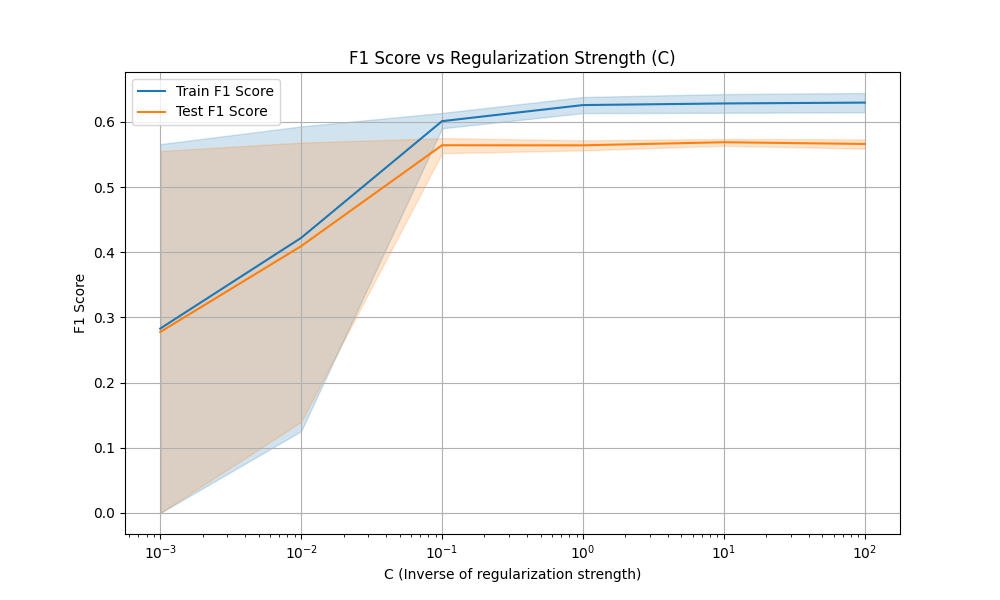 F1 Score vs Regularization Strength (C)
Train F1 Score
Test F1 Score
F1 Score
0.6
0.5
0.4
0.3
0.2
0.1
0.0
10⁻³ 10⁻² 10⁻¹ 10⁰ 10¹ 10²
C (Inverse of regularization strength)